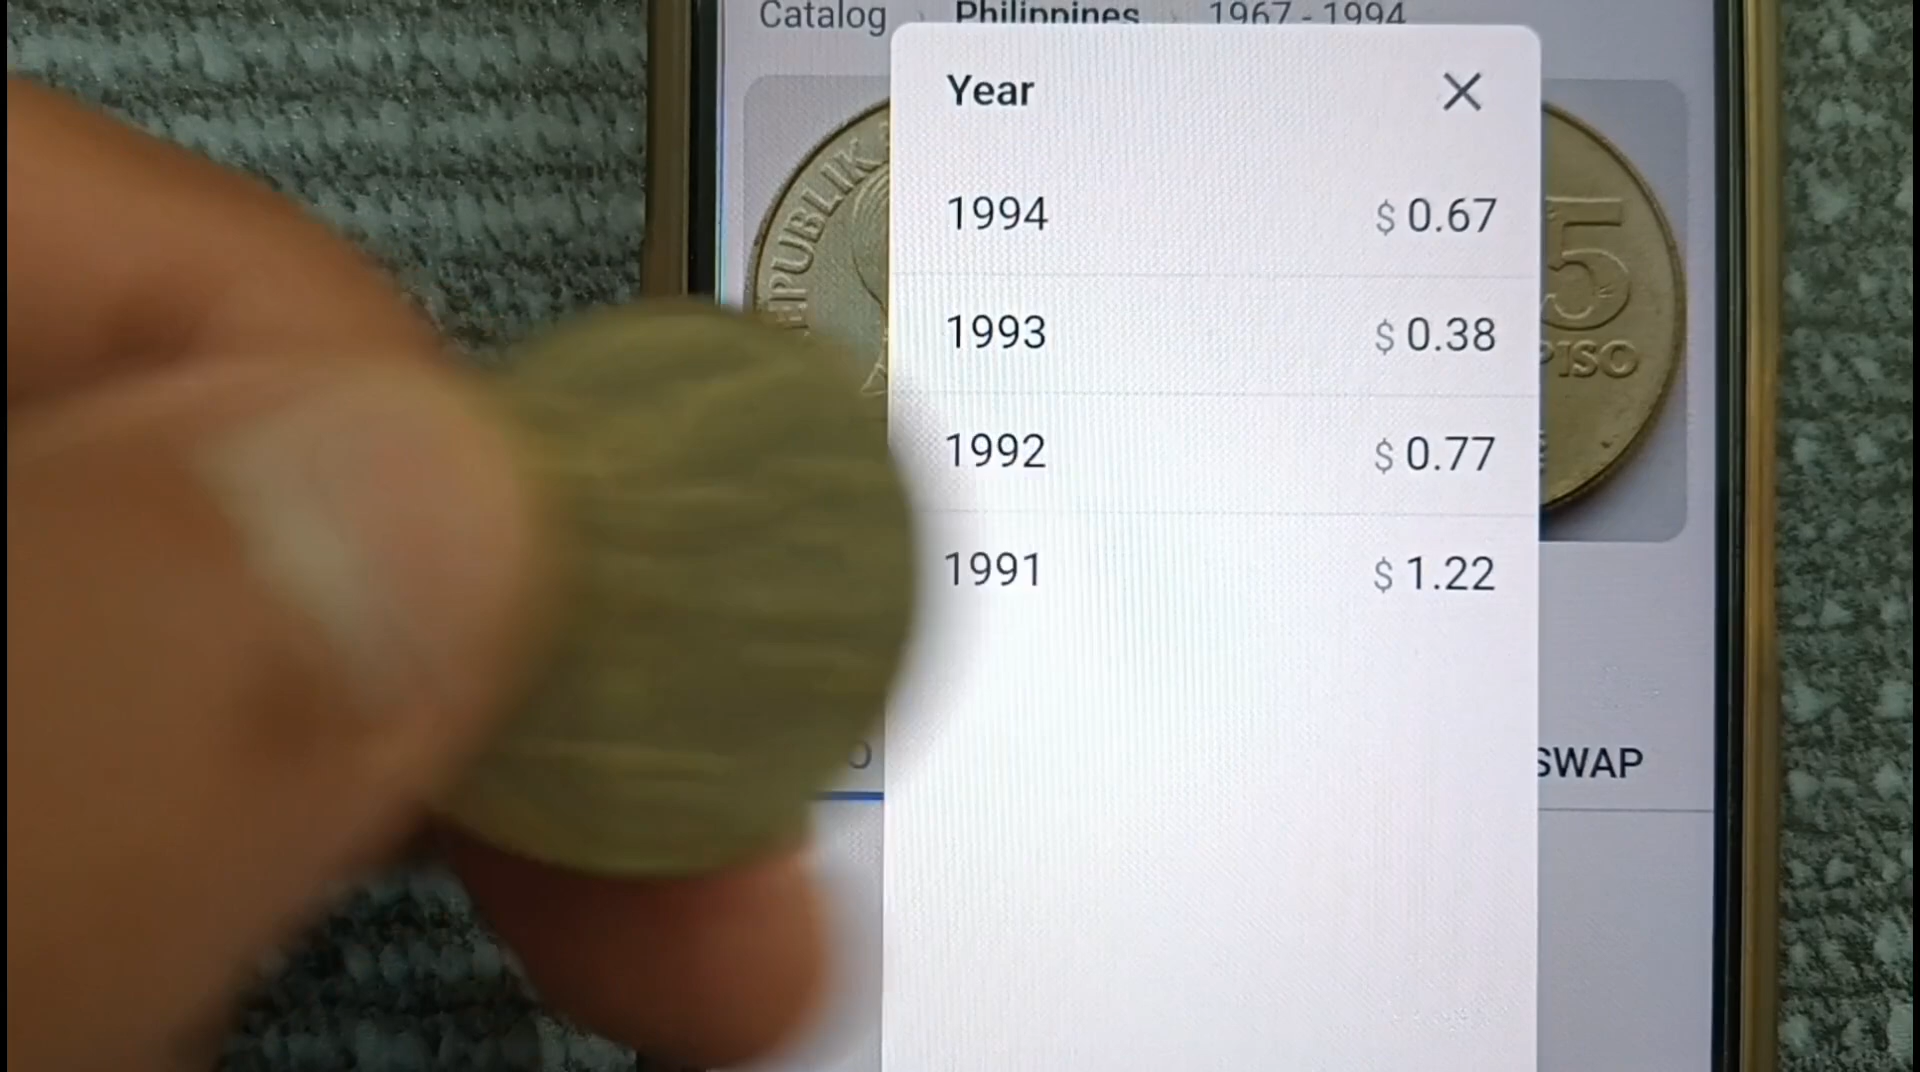 Catalog Philippines 1967 - 1994
Year
1994 $ 0.67
1993 $ 0.38
1992 $ 0.77
1991 $ 1.22
EPUBLIK
5
PISO
O
SWAP